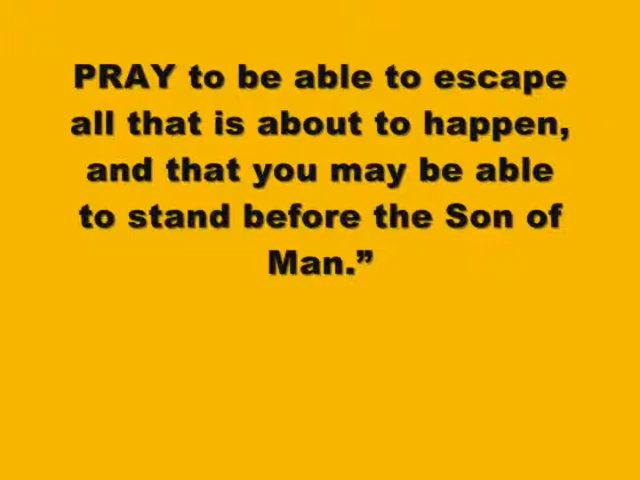 PRAY to be able to escape
all that is about to happen,
and that you may be able
to stand before the Son of
Man.”